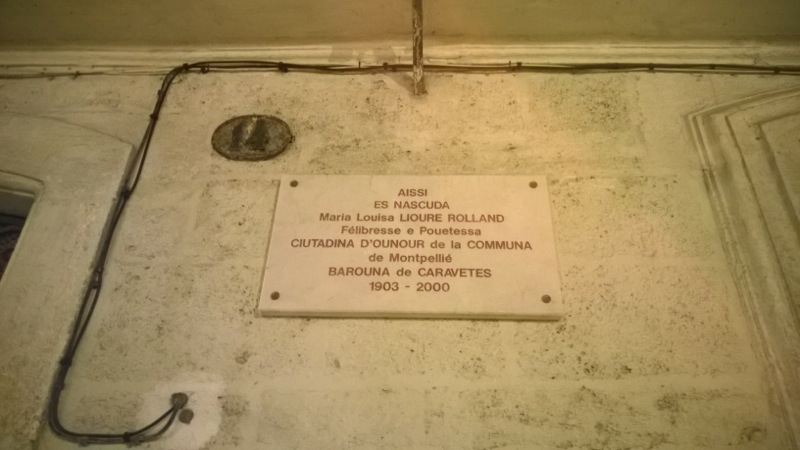 AISSI
ES NASCUDA
Maria Louisa LIOURE ROLLAND
Félibresse e Pouetessa
CIUTADINA D'OUNOUR de la COMMUNA
de Montpellié
BAROUNA de CARAVETES
1903 - 2000